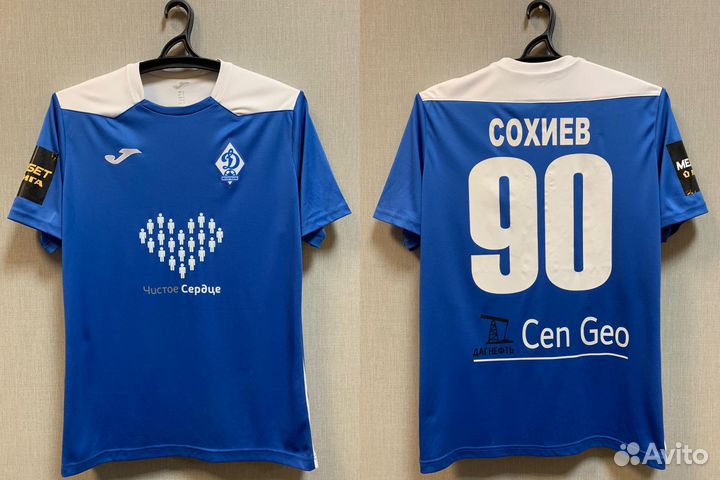 Чистое Сердце
СОХИЕВ
90
ДАГНЕФТЬ
Cen Geo
Avito